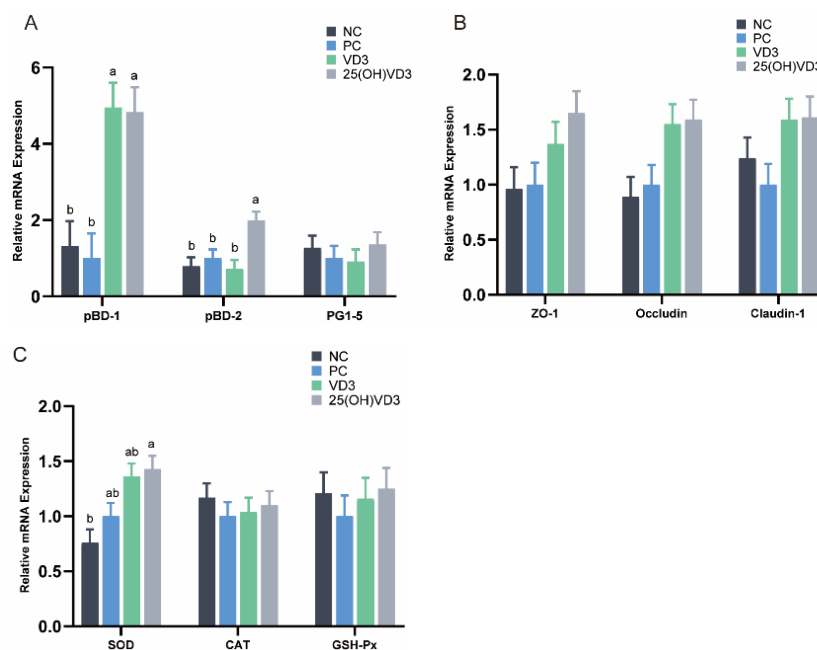 A
NC
PC
VD3
25(OH)VD3
Relative mRNA Expression
6
4
2
0
a
a
b
b
b
b
b
a
pBD-1
pBD-2
PG1-5
B
NC
PC
VD3
25(OH)VD3
Relative mRNA Expression
2.0
1.5
1.0
0.5
0.0
ZO-1
Occludin
Claudin-1
C
NC
PC
VD3
25(OH)VD3
Relative mRNA Expression
2.0
1.5
1.0
0.5
0.0
b
ab
ab
a
SOD
CAT
GSH-Px